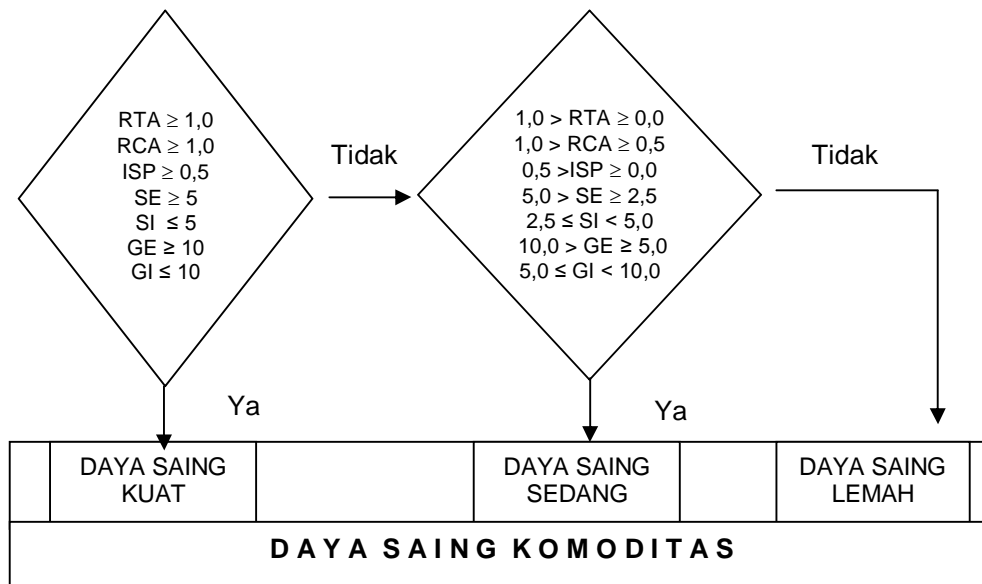 RTA ≥ 1,0
RCA ≥ 1,0
ISP ≥ 0,5
SE ≥ 5
SI ≤ 5
GE ≥ 10
GI ≤ 10
Tidak
1,0 > RTA ≥ 0,0
1,0 > RCA ≥ 0,5
0,5 >ISP ≥ 0,0
5,0 > SE ≥ 2,5
2,5 ≤ SI < 5,0
10,0 > GE ≥ 5,0
5,0 ≤ GI < 10,0
Tidak
Ya
Ya
DAYA SAING
KUAT
DAYA SAING
SEDANG
DAYA SAING
LEMAH
D A Y A S A I N G K O M O D I T A S